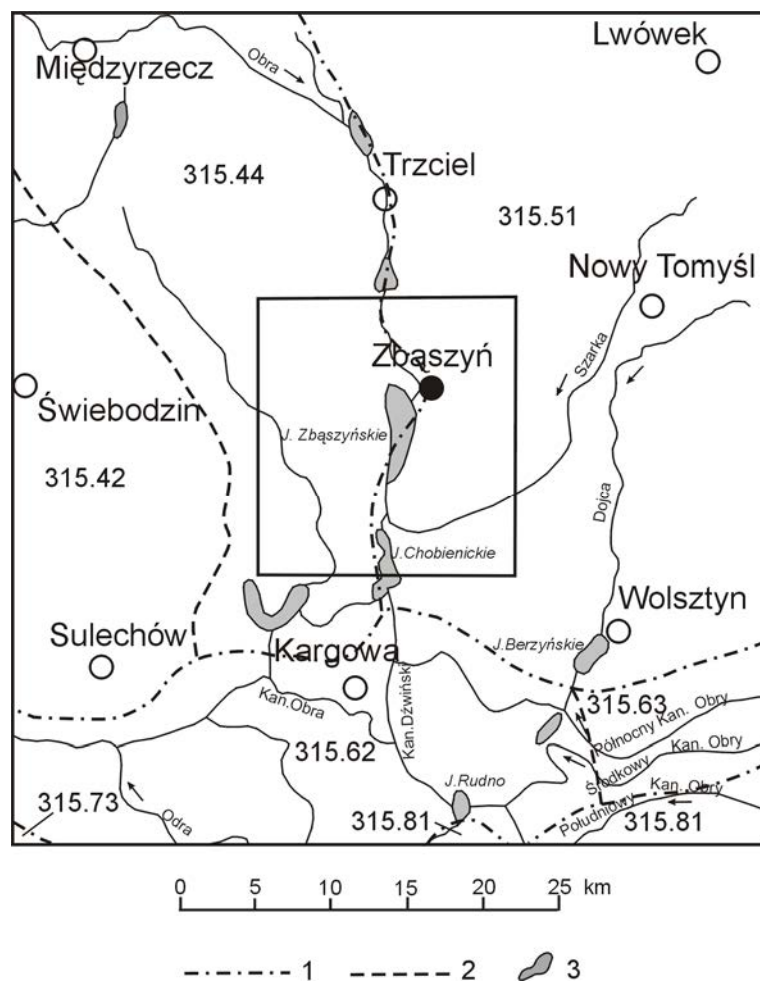 Lwówek
Międzyrzecz
Obra
315.44
Trzciel
315.51
Nowy Tomyśl
Szarka
Zbąszyń
Świebodzin
J. Zbąszyńskie
315.42
Dojca
J.Chobienickie
Wolsztyn
Sulechów
J.Berzyńskie
Kargowa
Kan.Obra
Kan.Dźwiński
315.63
Północny Kan. Obry
315.62
Środkowy Kan. Obry
J.Rudno
Południowy Kan. Obry
315.73
Odra
315.81
315.81
0 5 10 15 20 25 km
1 2 3